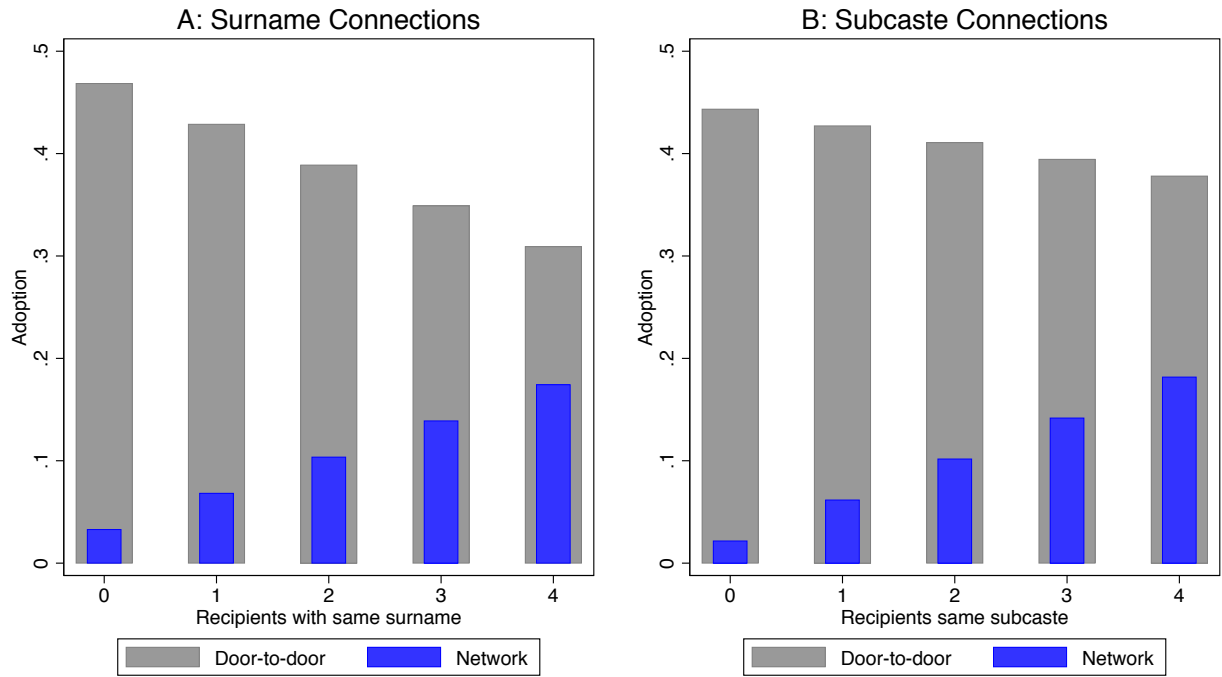 A: Surname Connections
Adoption
.5
.4
.3
.2
.1
0
0 1 2 3 4
Recipients with same surname
Door-to-door Network
B: Subcaste Connections
Adoption
.5
.4
.3
.2
.1
0
0 1 2 3 4
Recipients same subcaste
Door-to-door Network